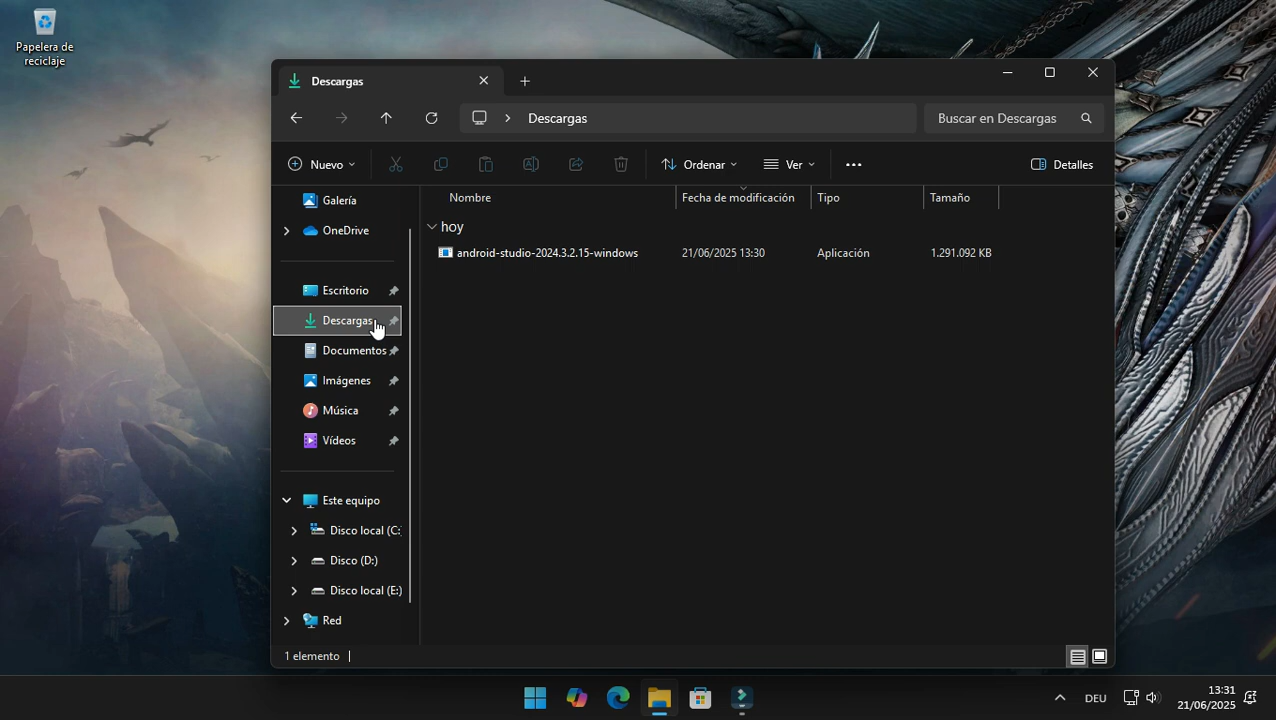 Papelera de
reciclaje
Descargas
Descargas
Buscar en Descargas
Nuevo
Ordenar
Ver
Detalles
Galería
OneDrive
Escritorio
Descargas
Documentos
Imágenes
Música
Vídeos
Este equipo
Disco local (C:
Disco (D:)
Disco local (E:)
Red
Nombre
Fecha de modificación
Tipo
Tamaño
hoy
android-studio-2024.3.2.15-windows
21/06/2025 13:30
Aplicación
1.291.092 KB
1 elemento
DEU
13:31
21/06/2025